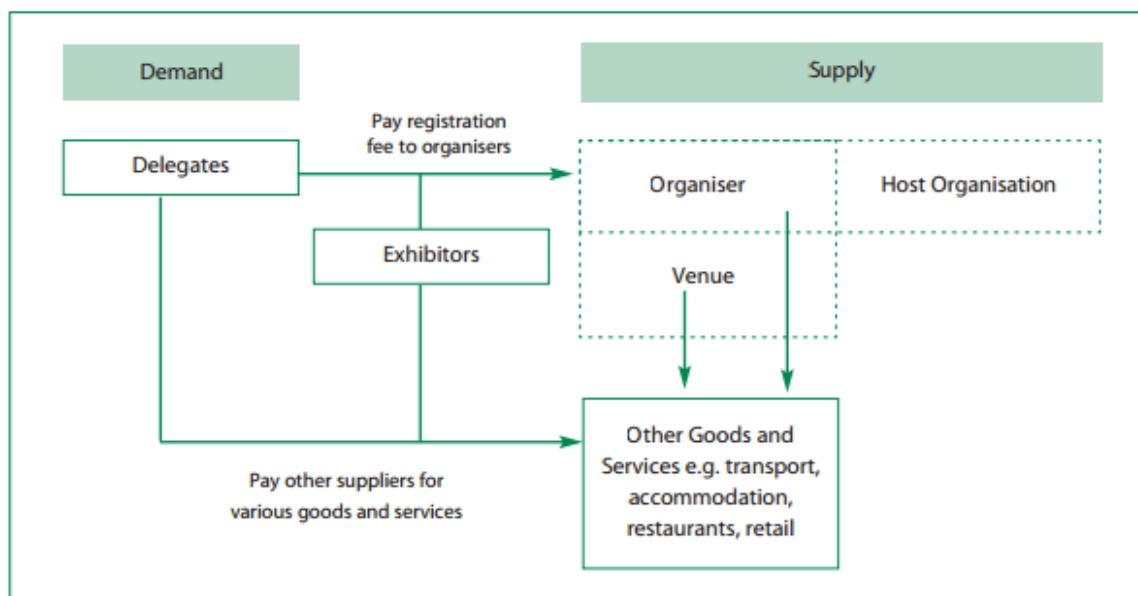 Demand
Supply
Pay registration
fee to organisers
Delegates
Organiser
Host Organisation
Exhibitors
Venue
Other Goods and
Services e.g. transport,
accommodation,
restaurants, retail
Pay other suppliers for
various goods and services